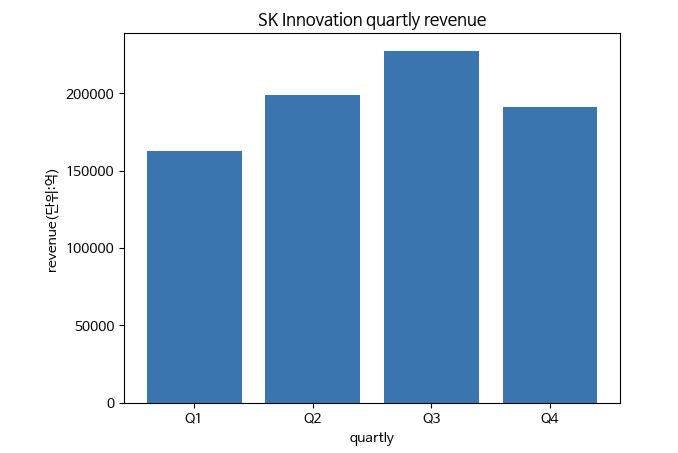 SK Innovation quartly revenue
revenue(단위:억)
200000
150000
100000
50000
0
Q1 Q2 Q3 Q4
quartly